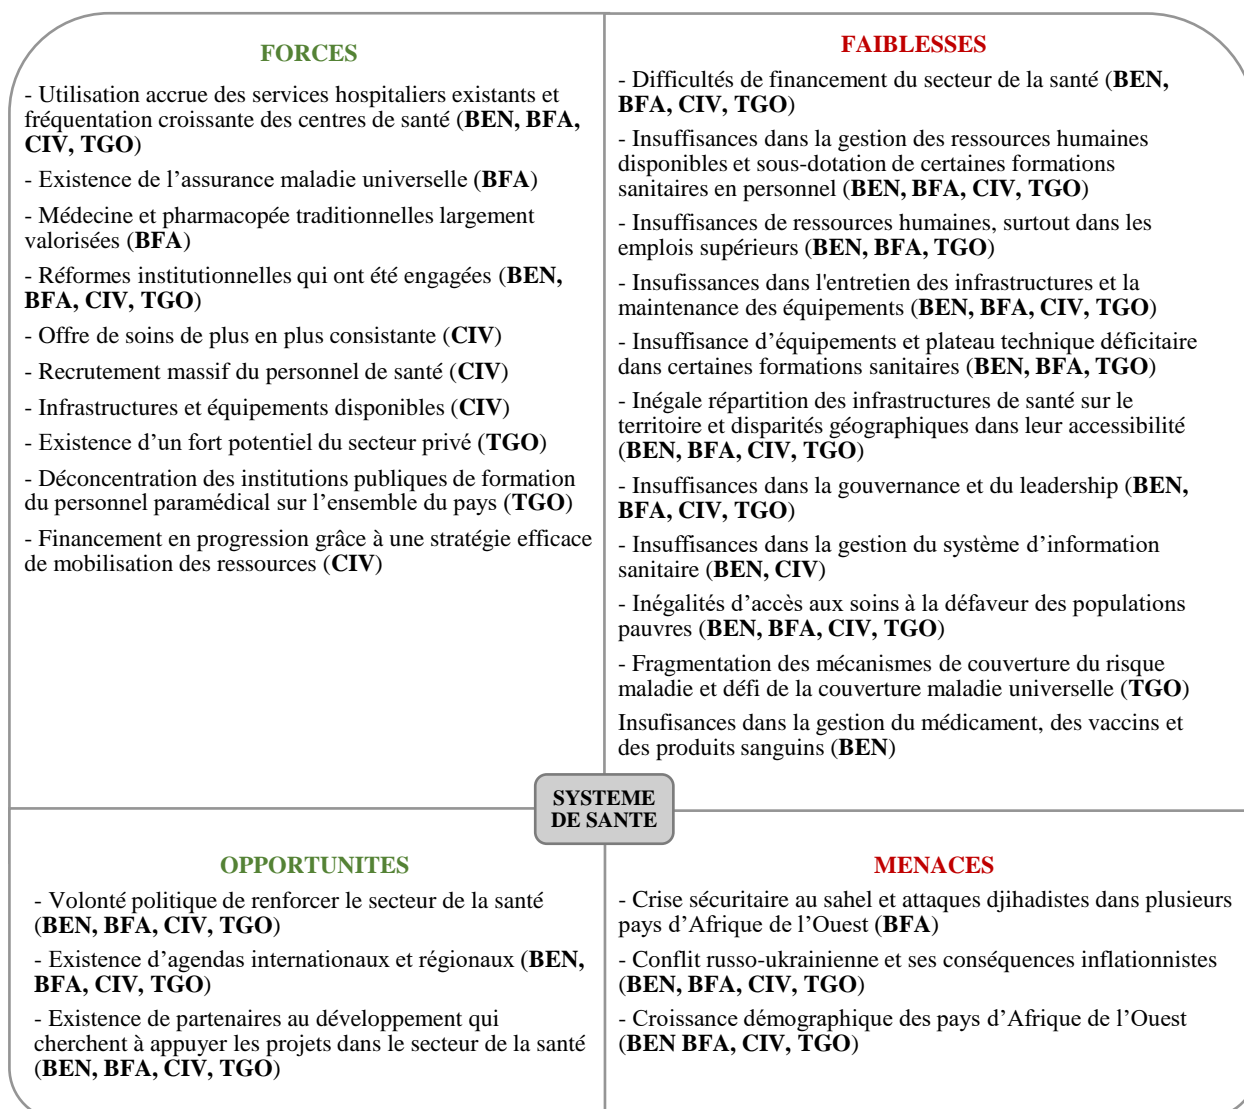 FORCES
- Utilisation accrue des services hospitaliers existants et
fréquentation croissante des centres de santé (BEN, BFA,
CIV, TGO)
- Existence de l’assurance maladie universelle (BFA)
- Médecine et pharmacopée traditionnelles largement
valorisées (BFA)
- Réformes institutionnelles qui ont été engagées (BEN,
BFA, CIV, TGO)
- Offre de soins de plus en plus consistante (CIV)
- Recrutement massif du personnel de santé (CIV)
- Infrastructures et équipements disponibles (CIV)
- Existence d’un fort potentiel du secteur privé (TGO)
- Déconcentration des institutions publiques de formation
du personnel paramédical sur l’ensemble du pays (TGO)
- Financement en progression grâce à une stratégie efficace
de mobilisation des ressources (CIV)
FAIBLESSES
- Difficultés de financement du secteur de la santé (BEN,
BFA, CIV, TGO)
- Insuffisances dans la gestion des ressources humaines
disponibles et sous-dotation de certaines formations
sanitaires en personnel (BEN, BFA, CIV, TGO)
- Insuffisances de ressources humaines, surtout dans les
emplois supérieurs (BEN, BFA, TGO)
- Insufissances dans l'entretien des infrastructures et la
maintenance des équipements (BEN, BFA, CIV, TGO)
- Insuffisance d’équipements et plateau technique déficitaire
dans certaines formations sanitaires (BEN, BFA, TGO)
- Inégale répartition des infrastructures de santé sur le
territoire et disparités géographiques dans leur accessibilité
(BEN, BFA, CIV, TGO)
- Insuffisances dans la gouvernance et du leadership (BEN,
BFA, CIV, TGO)
- Insuffisances dans la gestion du système d’information
sanitaire (BEN, CIV)
- Inégalités d’accès aux soins à la défaveur des populations
pauvres (BEN, BFA, CIV, TGO)
- Fragmentation des mécanismes de couverture du risque
maladie et défi de la couverture maladie universelle (TGO)
Insufisances dans la gestion du médicament, des vaccins et
des produits sanguins (BEN)
SYSTEME
DE SANTE
OPPORTUNITES
- Volonté politique de renforcer le secteur de la santé
(BEN, BFA, CIV, TGO)
- Existence d’agendas internationaux et régionaux (BEN,
BFA, CIV, TGO)
- Existence de partenaires au développement qui
cherchent à appuyer les projets dans le secteur de la santé
(BEN, BFA, CIV, TGO)
MENACES
- Crise sécuritaire au sahel et attaques djihadistes dans plusieurs
pays d’Afrique de l’Ouest (BFA)
- Conflit russo-ukrainienne et ses conséquences inflationnistes
(BEN, BFA, CIV, TGO)
- Croissance démographique des pays d’Afrique de l’Ouest
(BEN BFA, CIV, TGO)